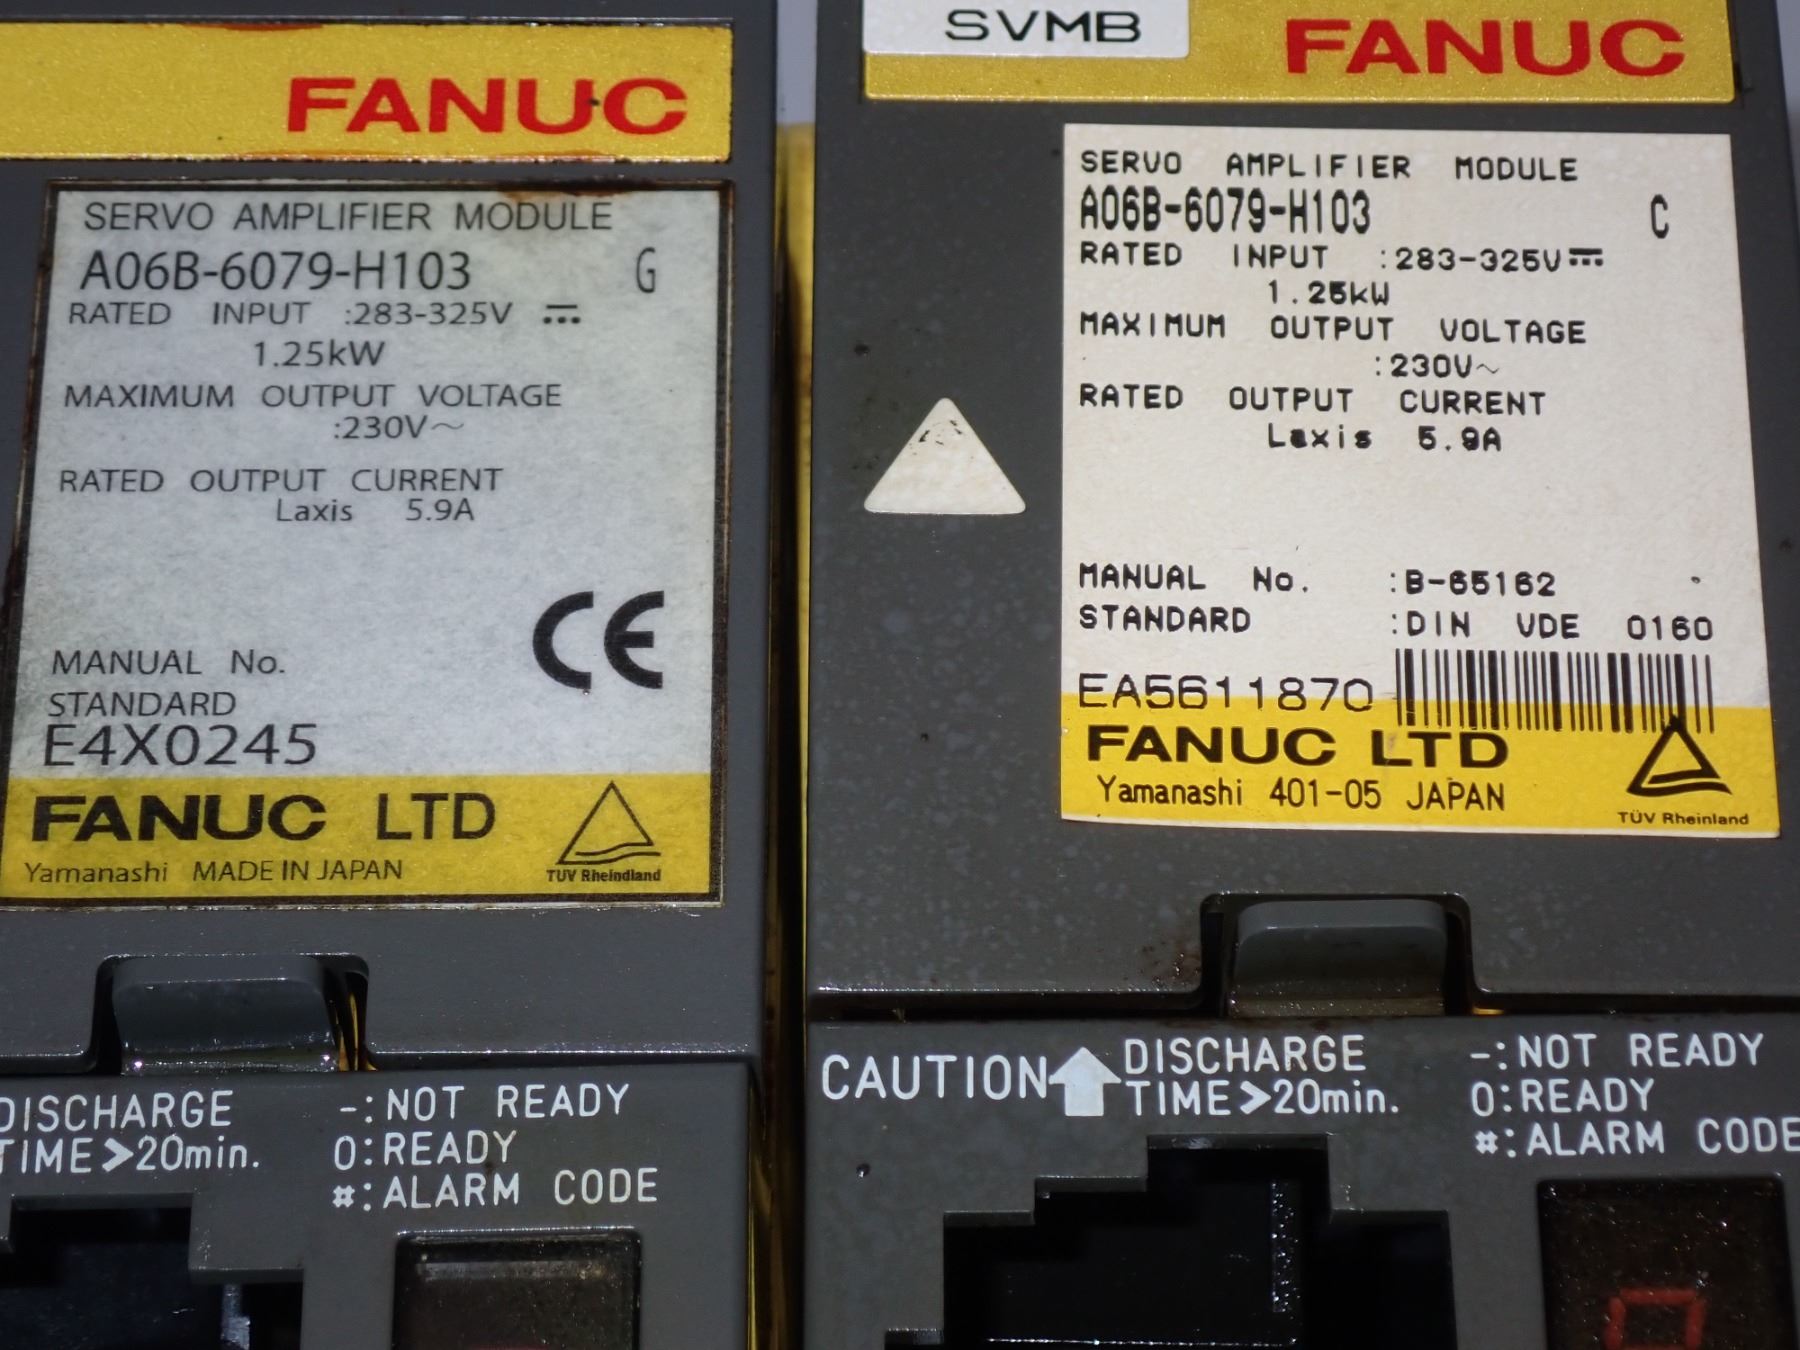 FANUC
SERVO AMPLIFIER MODULE
A06B-6079-H103 G
RATED INPUT :283-325V
1.25kW
MAXIMUM OUTPUT VOLTAGE
:230V~
RATED OUTPUT CURRENT
Laxis 5.9A
CE
MANUAL No.
STANDARD
E4X0245
FANUC LTD
Yamanashi MADE IN JAPAN
TUV Rheindland
DISCHARGE
TIME>20min.
-:NOT READY
0:READY
#:ALARM CODE
SVMB
FANUC
SERVO AMPLIFIER MODULE
A06B-6079-H103 C
RATED INPUT :283-325V
1.25kW
MAXIMUM OUTPUT VOLTAGE
:230V~
RATED OUTPUT CURRENT
Laxis 5.9A
MANUAL No. :B-65162
STANDARD :DIN VDE 0160
EA5611870
FANUC LTD
Yamanashi 401-05 JAPAN
TÜV Rheinland
CAUTION
DISCHARGE
TIME>20min.
-:NOT READY
0:READY
#:ALARM CODE